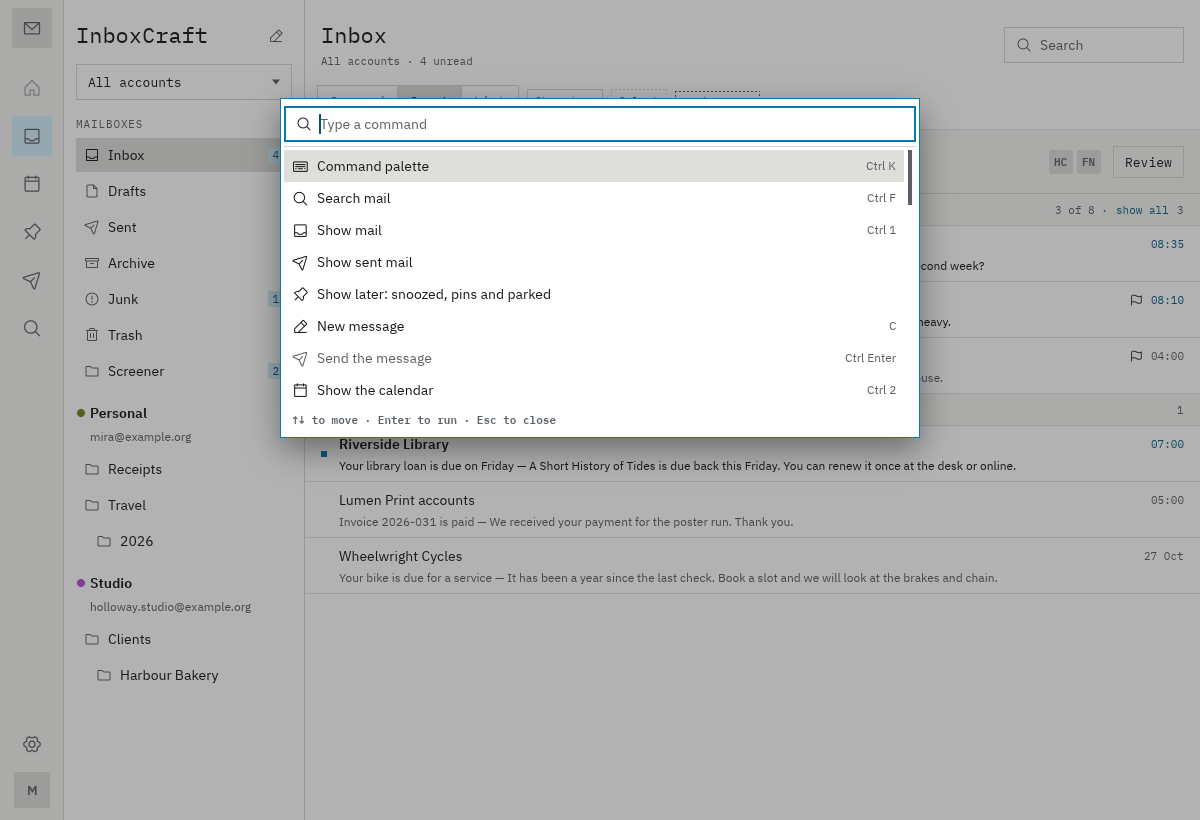 InboxCraft
All accounts
MAILBOXES
Inbox 4
Drafts
Sent
Archive
Junk 1
Trash
Screener 2
Personal
mira@example.org
Receipts
Travel
2026
Studio
holloway.studio@example.org
Clients
Harbour Bakery
M
Inbox
All accounts · 4 unread
Search
Type a command
Command palette Ctrl K
Search mail Ctrl F
Show mail Ctrl 1
Show sent mail
Show later: snoozed, pins and parked
New message C
Send the message Ctrl Enter
Show the calendar Ctrl 2
↑↓ to move · Enter to run · Esc to close
HC FN Review
3 of 8 · show all 3
08:35
cond week?
08:10
heavy.
04:00
use.
1
Riverside Library 07:00
Your library loan is due on Friday — A Short History of Tides is due back this Friday. You can renew it once at the desk or online.
Lumen Print accounts 05:00
Invoice 2026-031 is paid — We received your payment for the poster run. Thank you.
Wheelwright Cycles 27 Oct
Your bike is due for a service — It has been a year since the last check. Book a slot and we will look at the brakes and chain.